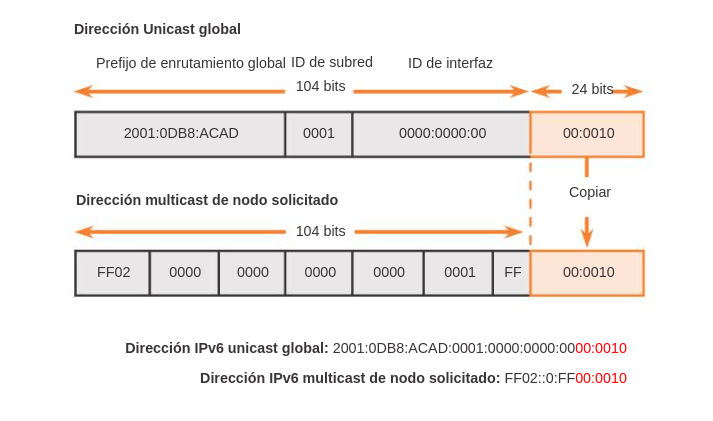 Dirección Unicast global
Prefijo de enrutamiento global ID de subred ID de interfaz
104 bits 24 bits
2001:0DB8:ACAD 0001 0000:0000:00 00:0010
Dirección multicast de nodo solicitado
Copiar
104 bits
FF02 0000 0000 0000 0000 0001 FF 00:0010
Dirección IPv6 unicast global: 2001:0DB8:ACAD:0001:0000:0000:0000:0010
Dirección IPv6 multicast de nodo solicitado: FF02::0:FF00:0010